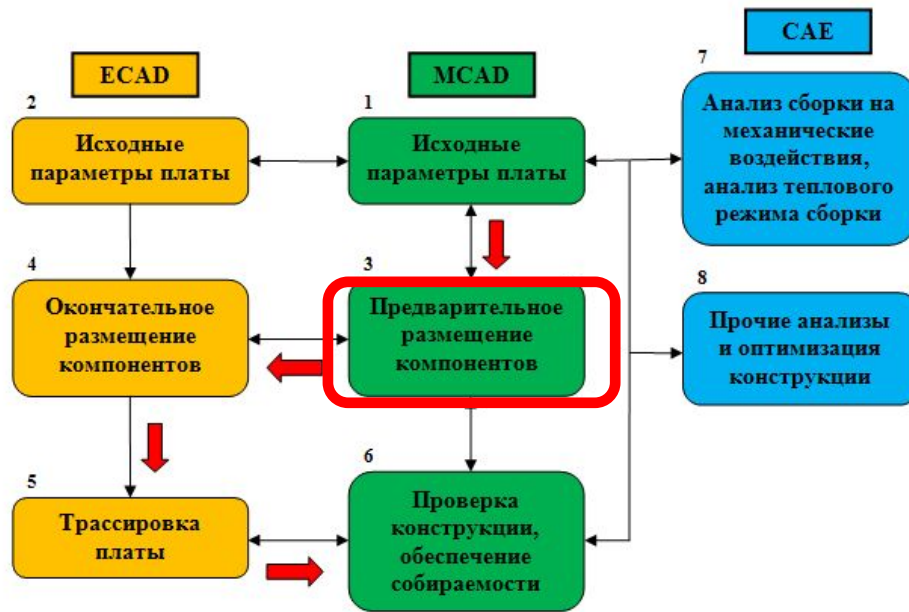 ECAD
MCAD
CAE
2
Исходные
параметры платы
1
Исходные
параметры платы
7
Анализ сборки на
механические
воздействия,
анализ теплового
режима сборки
4
Окончательное
размещение
компонентов
3
Предварительное
размещение
компонентов
8
Прочие анализы
и оптимизация
конструкции
5
Трассировка
платы
6
Проверка
конструкции,
обеспечение
собираемости